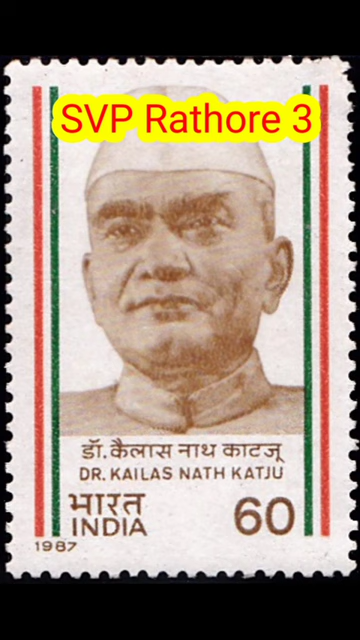 SVP Rathore 3
डॉ. कैलास नाथ काटजू
DR. KAILAS NATH KATJU
भारत
INDIA
60
1987